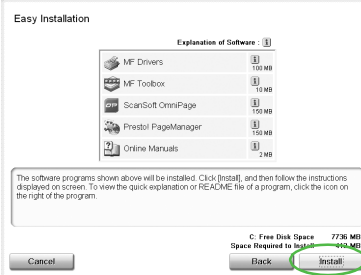 Easy Installation
Explanation of Software :
MF Drivers
100 MB
MF Toolbox
10 MB
OP ScanSoft OmniPage
150 MB
Presto! PageManager
150 MB
Online Manuals
2 MB
The software programs shown above will be installed. Click [Install], and then follow the instructions
displayed on screen. To view the quick explanation or README file of a program, click the icon on
the right of the program.
C: Free Disk Space 7736 MB
Space Required to Install 412 MB
Cancel Back Install